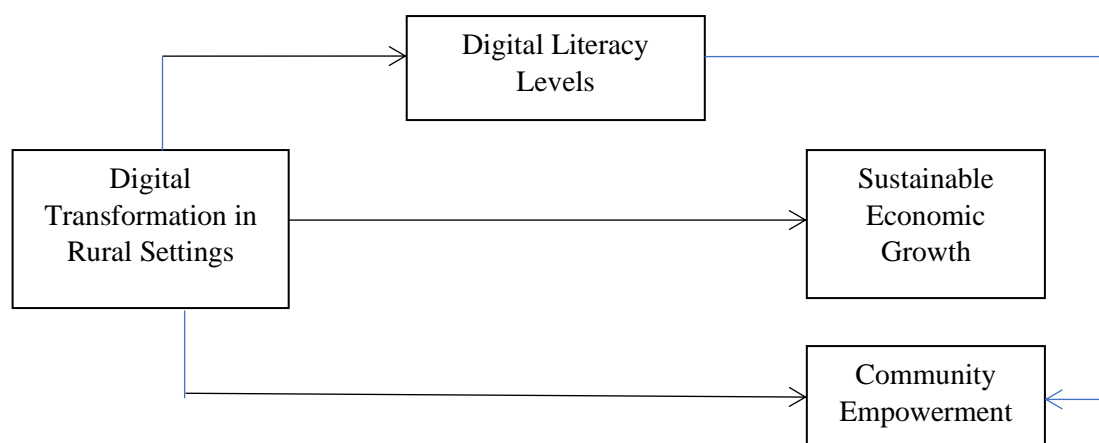 Digital Literacy
Levels
Digital
Transformation in
Rural Settings
Sustainable
Economic
Growth
Community
Empowerment